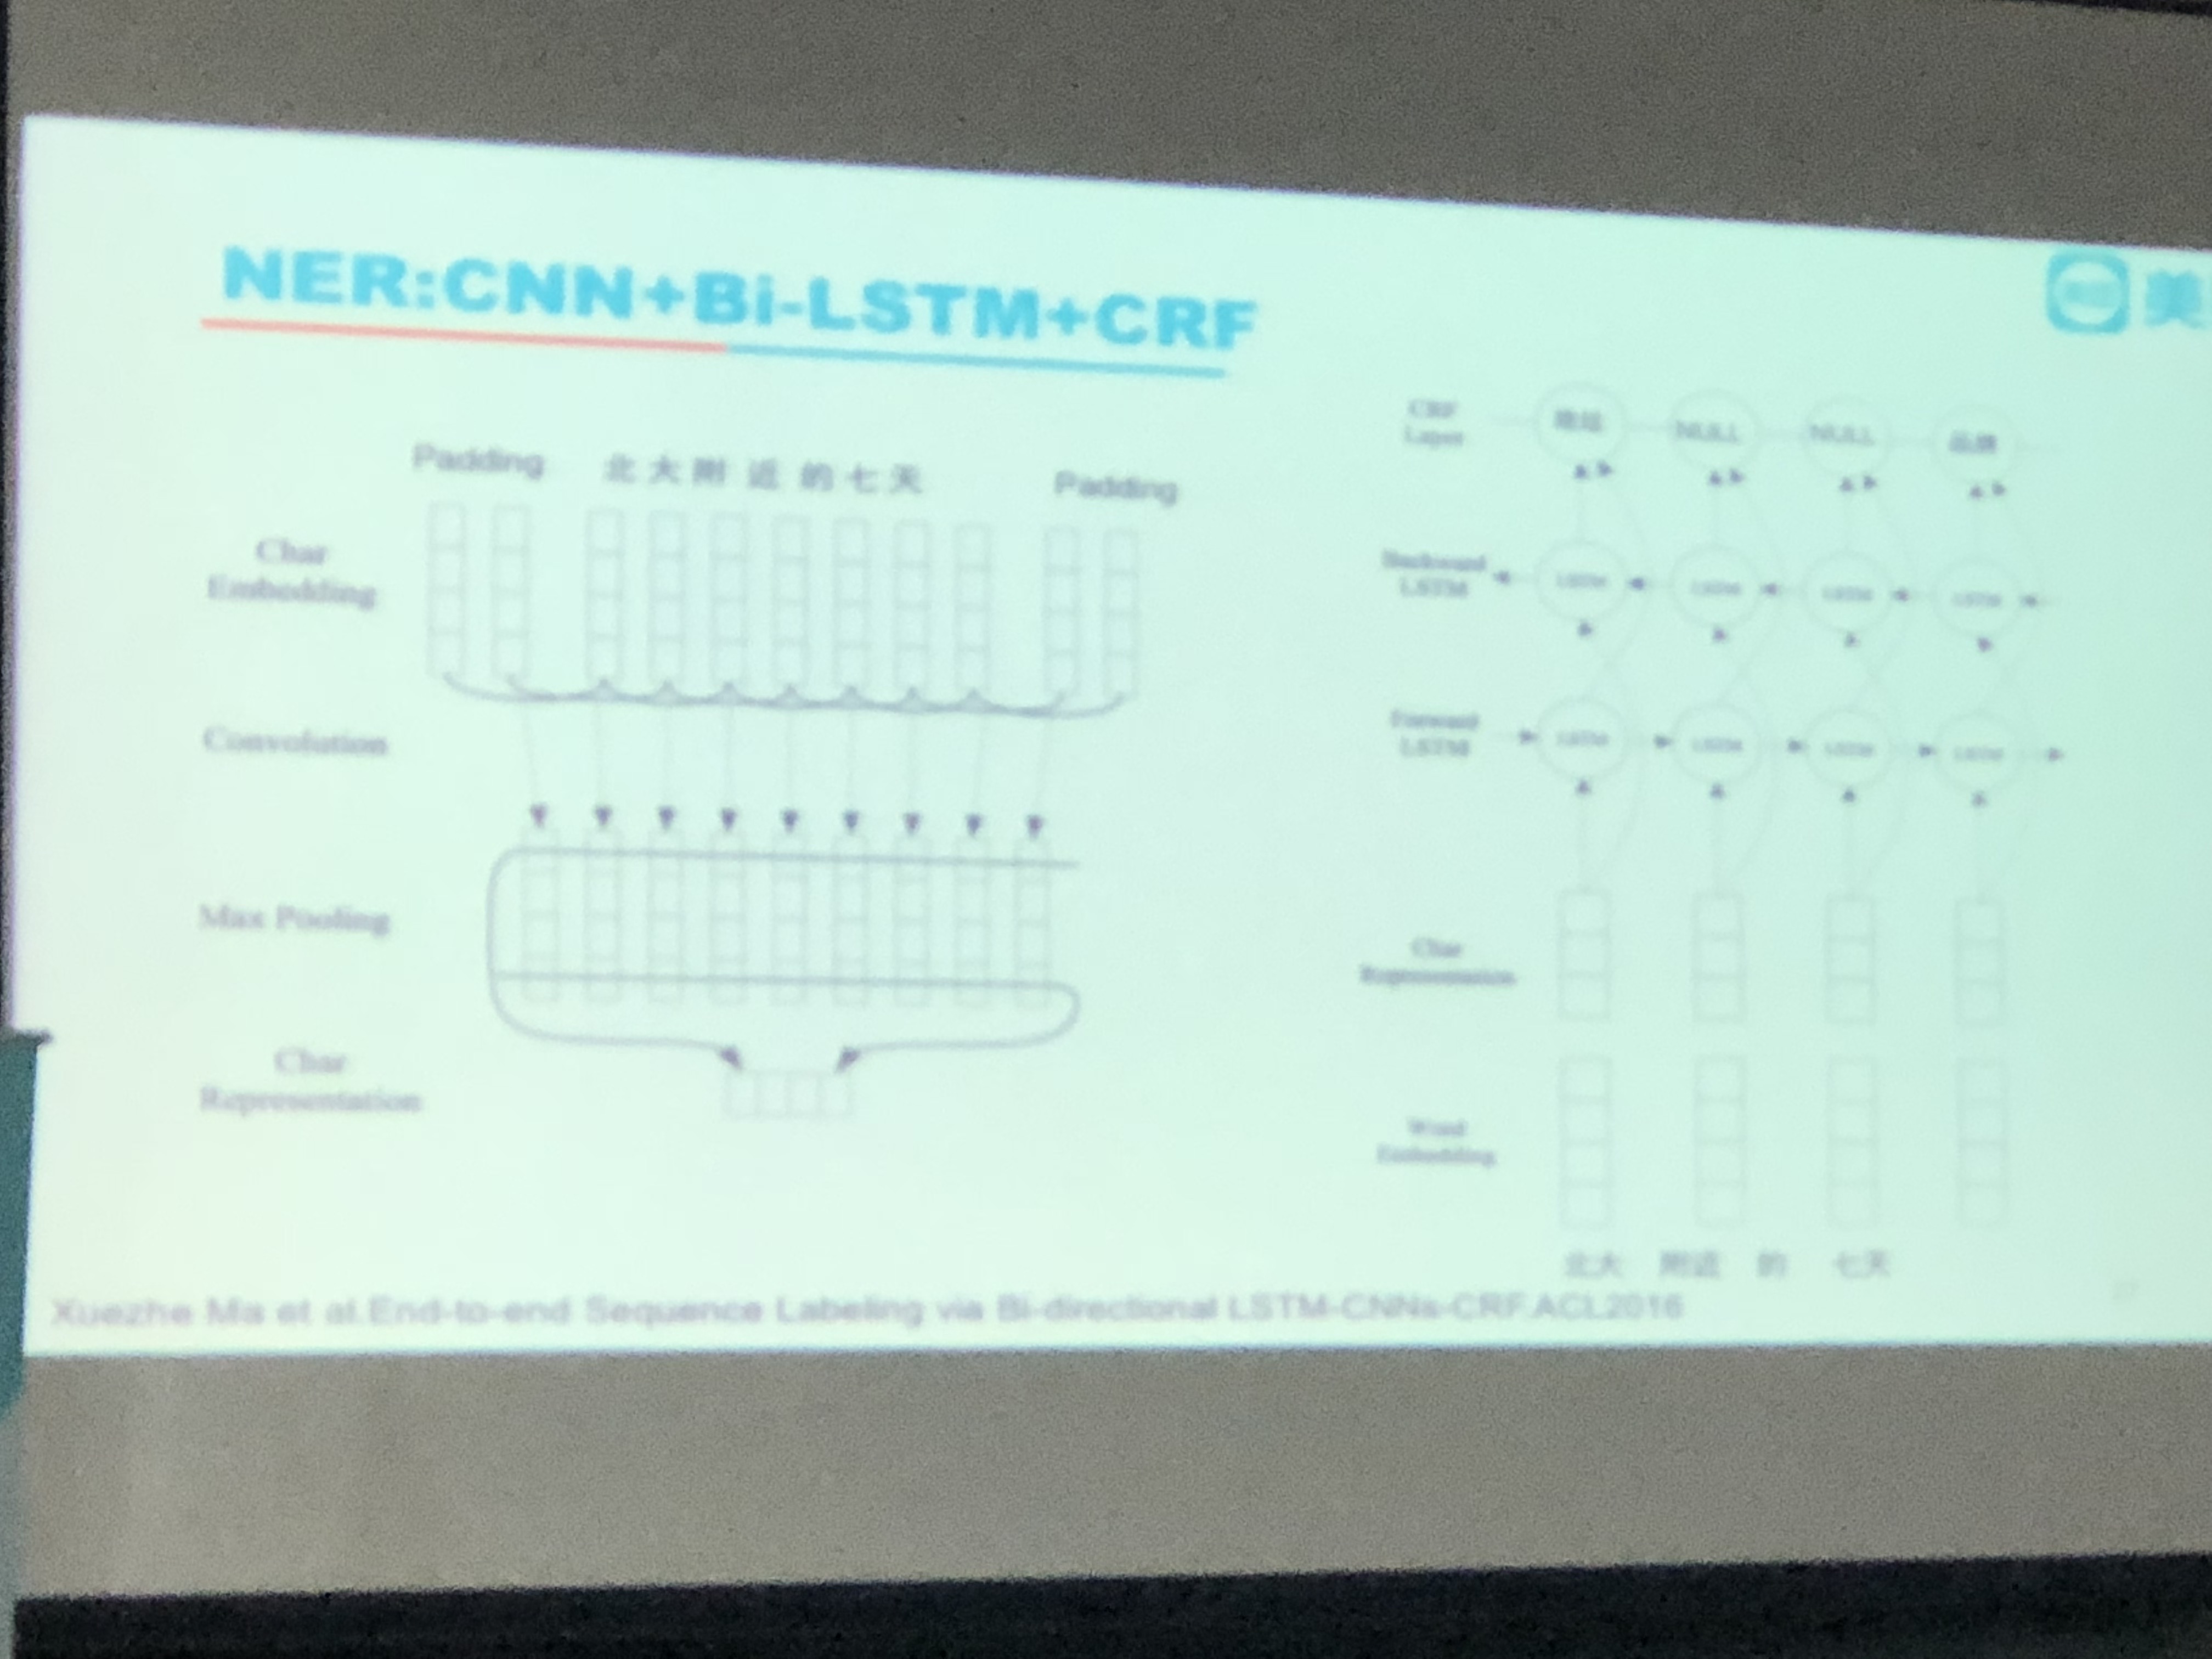 NER:CNN+Bi-LSTM+CRF
美
Padding 北大附近的七天 Padding
Char
Embedding
Convolution
Max Pooling
Char
Representation
CRF
Layer
NULL NULL 品牌
Backward
LSTM
LSTM LSTM LSTM LSTM
Forward
LSTM
LSTM LSTM LSTM LSTM
Char
Representation
Word
Embedding
北大 附近 的 七天
Xuezhe Ma et al.End-to-end Sequence Labeling via Bi-directional LSTM-CNNs-CRF.ACL2016